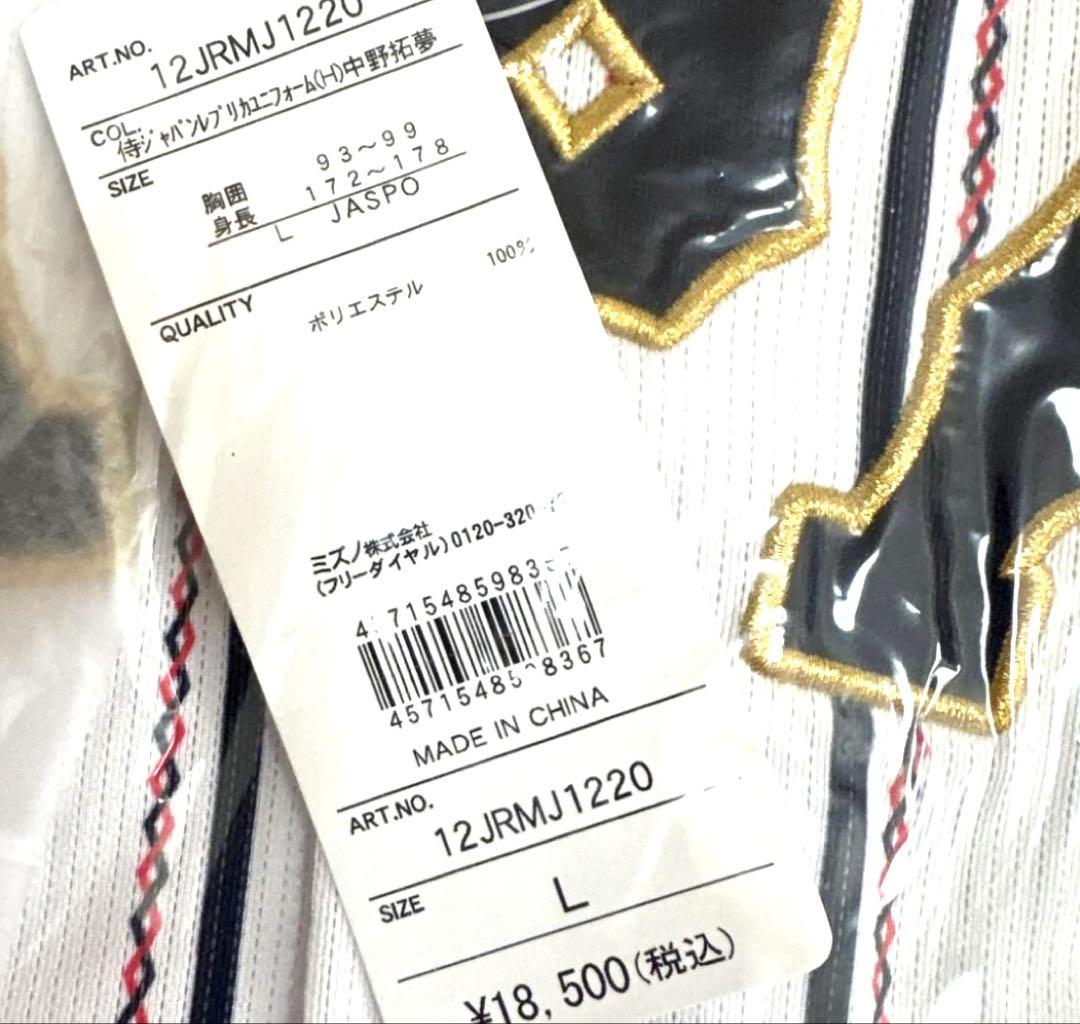 ART.NO. 12JRMJ1220
COL. 侍ジャパンレプリカユニフォーム(H)中野拓夢
SIZE
胸囲 93~99
身長 172~178
L JASPO
QUALITY
ポリエステル 100%
ミズノ株式会社
(フリーダイヤル)0120-320
MADE IN CHINA
ART.NO. 12JRMJ1220
SIZE L
¥18,500(税込)